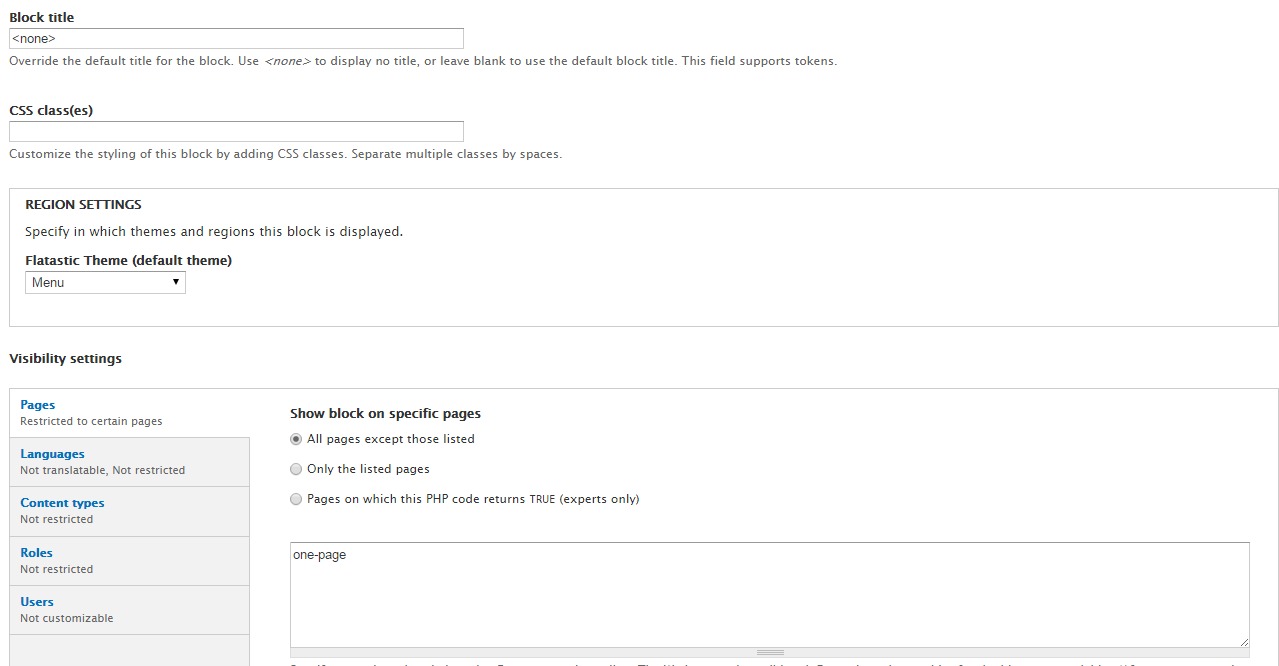 Block title
<none>
Override the default title for the block. Use <none> to display no title, or leave blank to use the default block title. This field supports tokens.
CSS class(es)
Customize the styling of this block by adding CSS classes. Separate multiple classes by spaces.
REGION SETTINGS
Specify in which themes and regions this block is displayed.
Flatastic Theme (default theme)
Menu
Visibility settings
Pages
Restricted to certain pages
Languages
Not translatable, Not restricted
Content types
Not restricted
Roles
Not restricted
Users
Not customizable
Show block on specific pages
All pages except those listed
Only the listed pages
Pages on which this PHP code returns TRUE (experts only)
one-page